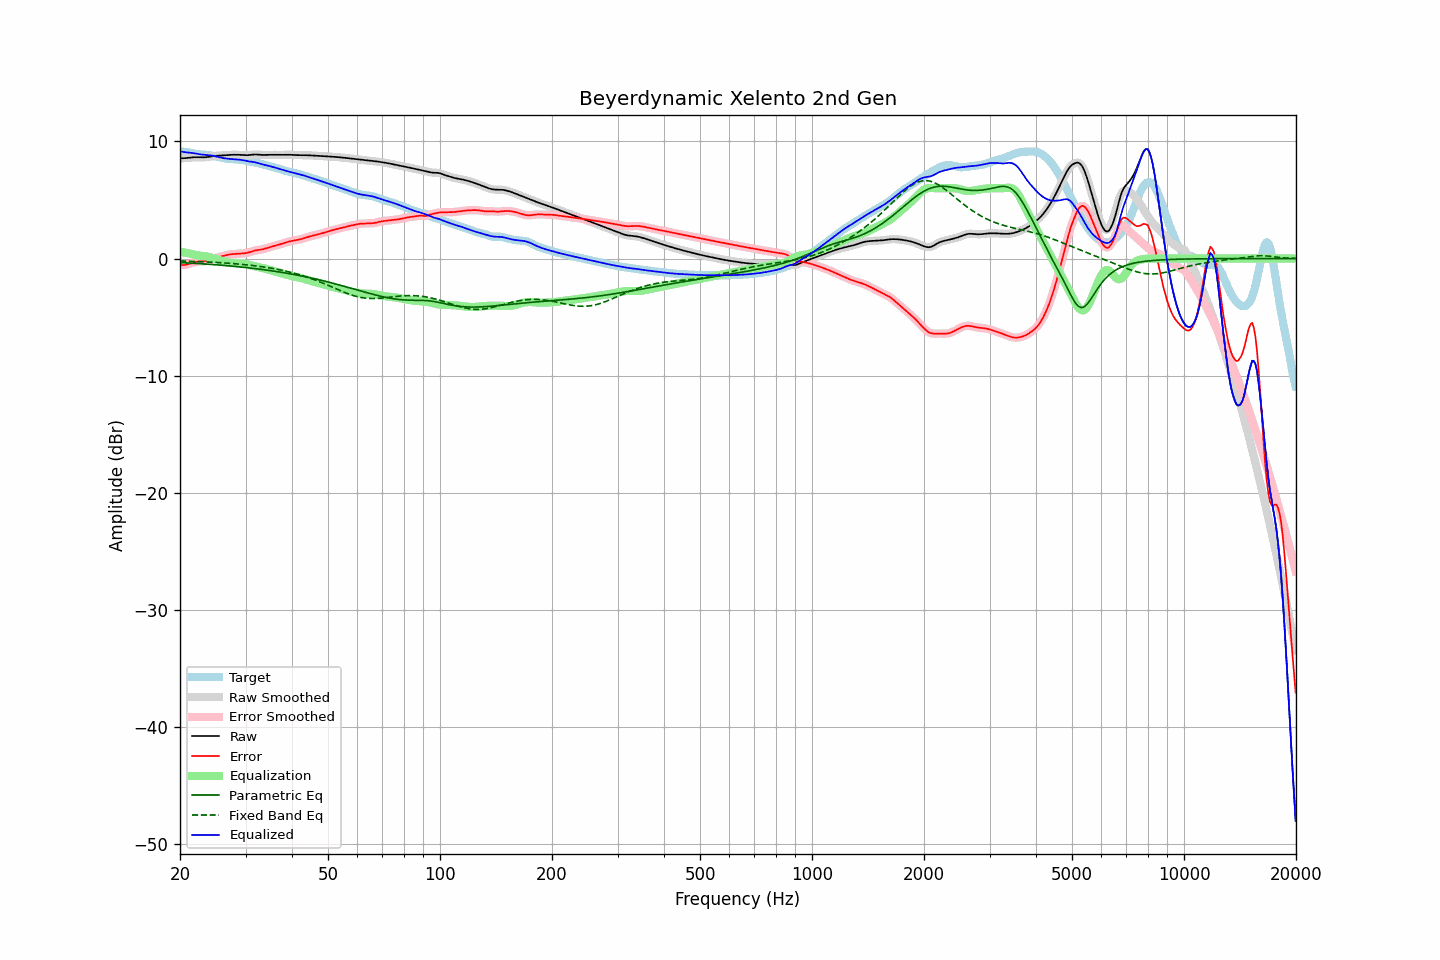 Beyerdynamic Xelento 2nd Gen
Amplitude (dBr)
10
0
−10
−20
−30
−40
−50
Target
Raw Smoothed
Error Smoothed
Raw
Error
Equalization
Parametric Eq
Fixed Band Eq
Equalized
20 50 100 200 500 1000 2000 5000 10000 20000
Frequency (Hz)